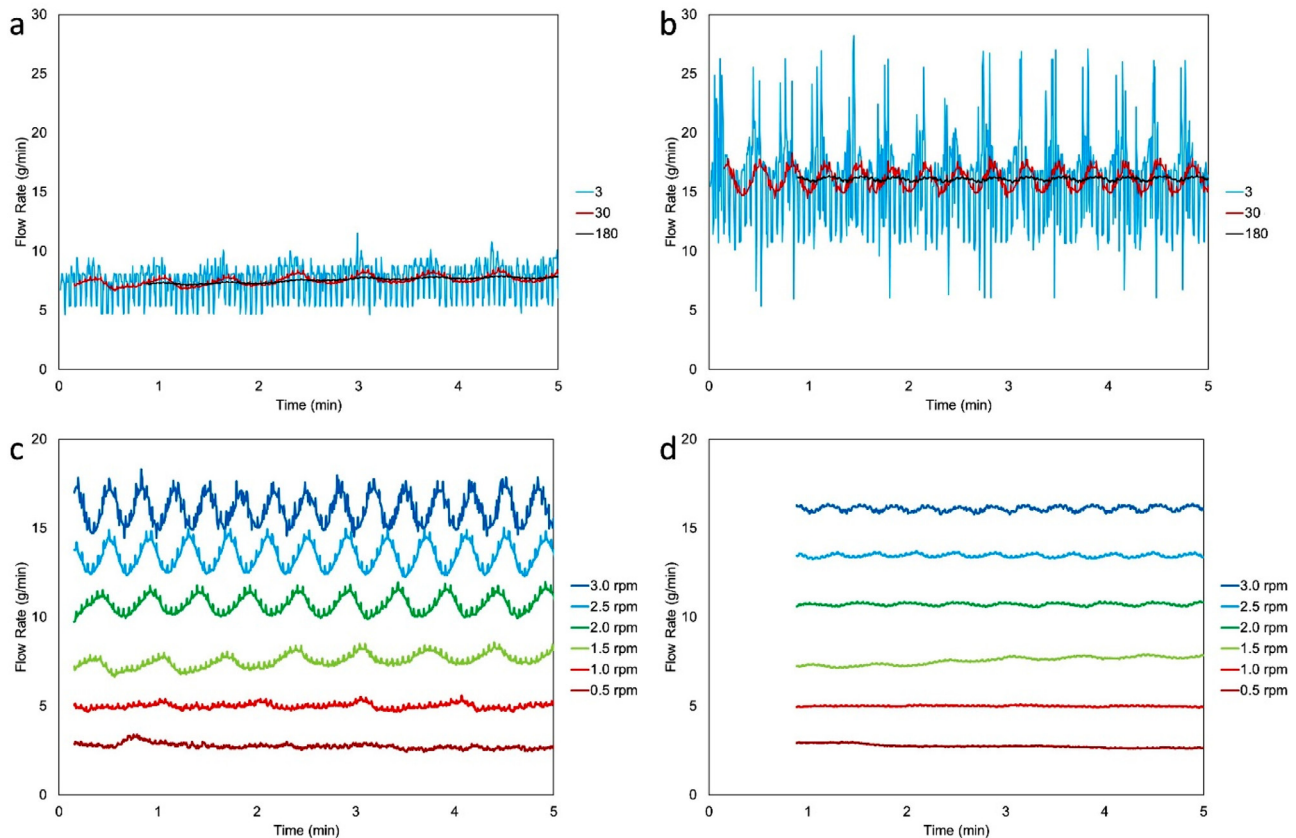 a
30
25
20
15
10
5
0
Flow Rate (g/min)
0 1 2 3 4 5
Time (min)
3
30
180
b
30
25
20
15
10
5
0
Flow Rate (g/min)
0 1 2 3 4 5
Time (min)
3
30
180
c
20
15
10
5
0
Flow Rate (g/min)
0 1 2 3 4 5
Time (min)
3.0 rpm
2.5 rpm
2.0 rpm
1.5 rpm
1.0 rpm
0.5 rpm
d
20
15
10
5
0
Flow Rate (g/min)
0 1 2 3 4 5
Time (min)
3.0 rpm
2.5 rpm
2.0 rpm
1.5 rpm
1.0 rpm
0.5 rpm